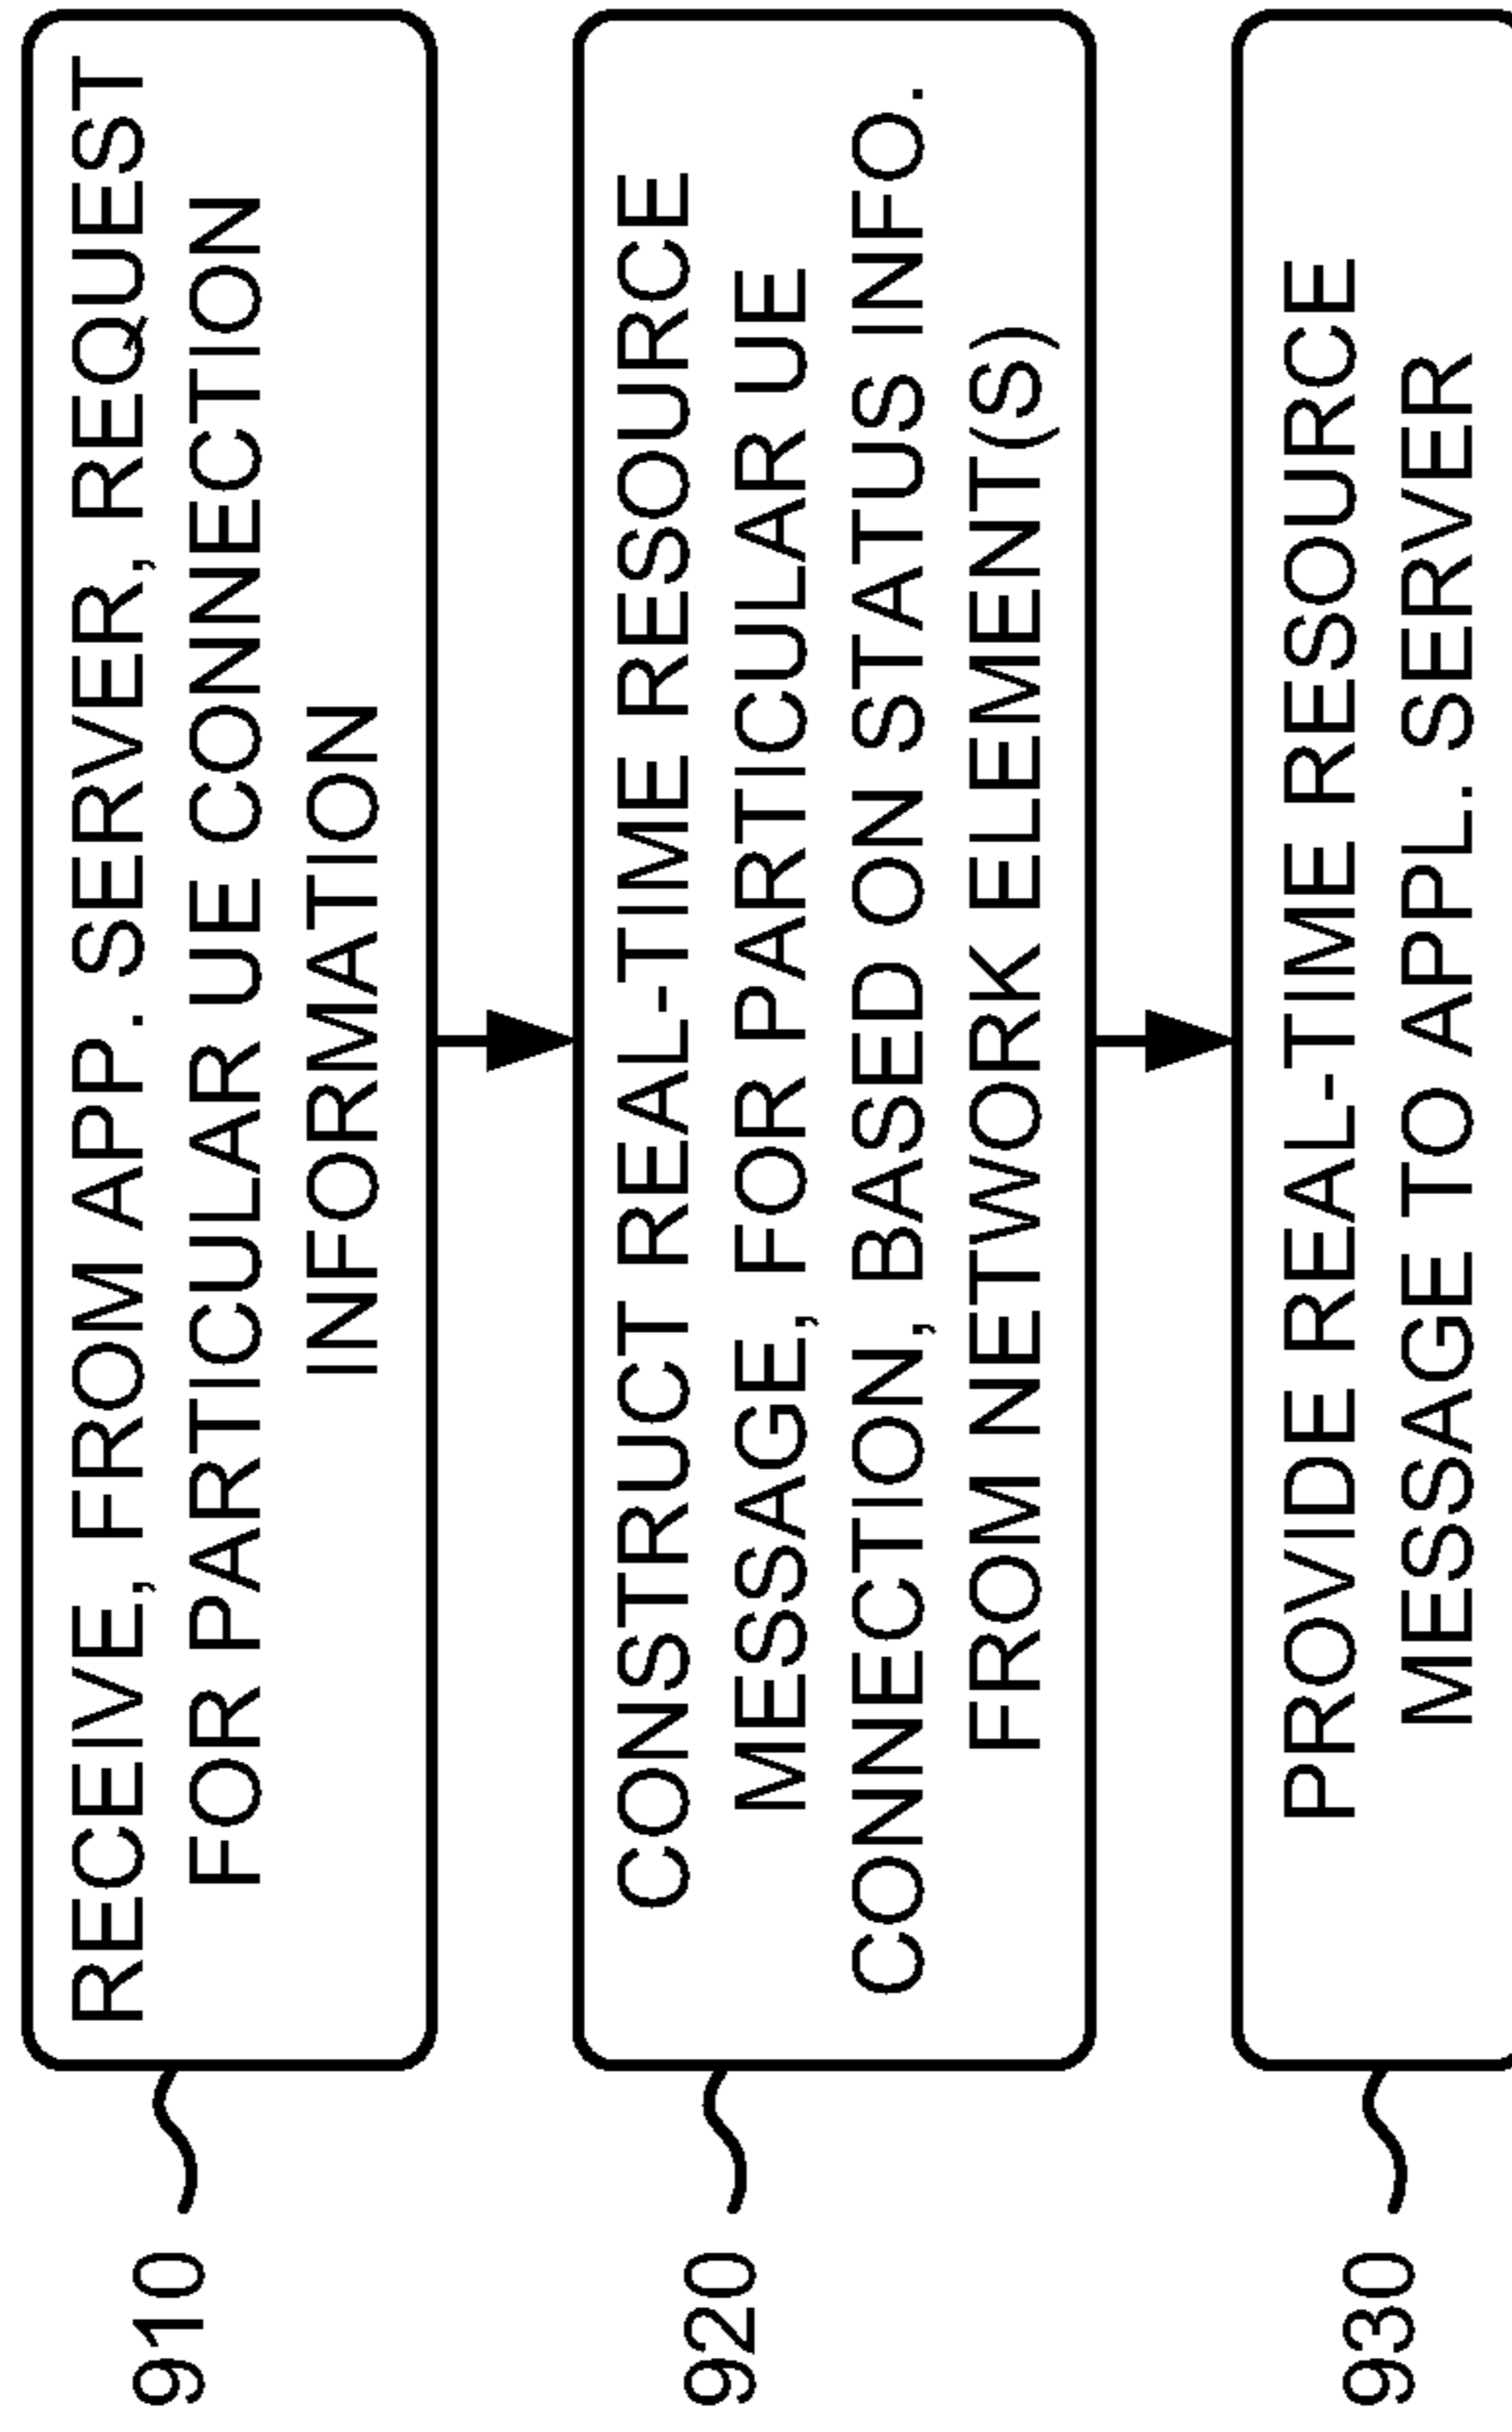 910
RECEIVE, FROM APP. SERVER, REQUEST
FOR PARTICULAR UE CONNECTION
INFORMATION
920
CONSTRUCT REAL-TIME RESOURCE
MESSAGE, FOR PARTICULAR UE
CONNECTION, BASED ON STATUS INFO.
FROM NETWORK ELEMENT(S)
930
PROVIDE REAL-TIME RESOURCE
MESSAGE TO APPL. SERVER